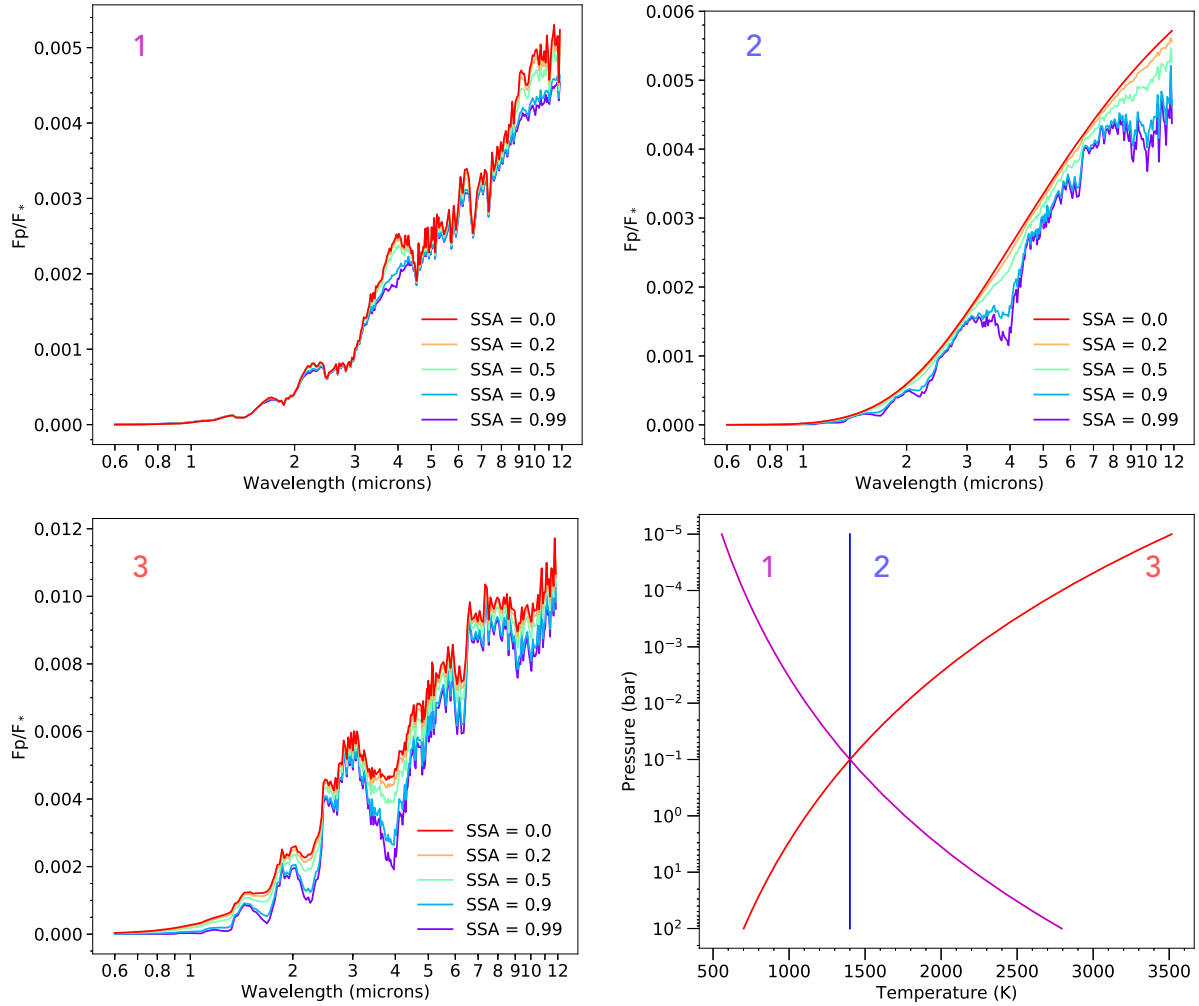 1
0.005
0.004
0.003
0.002
0.001
0.000
Fp/F*
SSA = 0.0
SSA = 0.2
SSA = 0.5
SSA = 0.9
SSA = 0.99
0.6 0.8 1 2 3 4 5 6 7 8 9 10 12
Wavelength (microns)
2
0.006
0.005
0.004
0.003
0.002
0.001
0.000
Fp/F*
SSA = 0.0
SSA = 0.2
SSA = 0.5
SSA = 0.9
SSA = 0.99
0.6 0.8 1 2 3 4 5 6 7 8 9 10 12
Wavelength (microns)
3
0.012
0.010
0.008
0.006
0.004
0.002
0.000
Fp/F*
SSA = 0.0
SSA = 0.2
SSA = 0.5
SSA = 0.9
SSA = 0.99
0.6 0.8 1 2 3 4 5 6 7 8 9 10 12
Wavelength (microns)
1 2 3
10⁻⁵
10⁻⁴
10⁻³
10⁻²
10⁻¹
10⁰
10¹
10²
Pressure (bar)
500 1000 1500 2000 2500 3000 3500
Temperature (K)